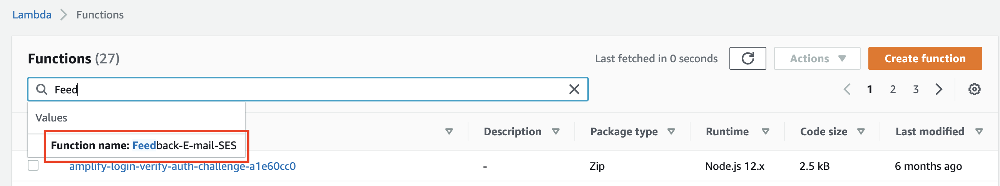 Lambda > Functions
Functions (27)
Last fetched in 0 seconds
Actions
Create function
Feed
1 2 3
Values
Function name: Feedback-E-mail-SES
Description Package type Runtime Code size Last modified
amplify-login-verify-auth-challenge-a1e60cc0 - Zip Node.js 12.x 2.5 kB 6 months ago